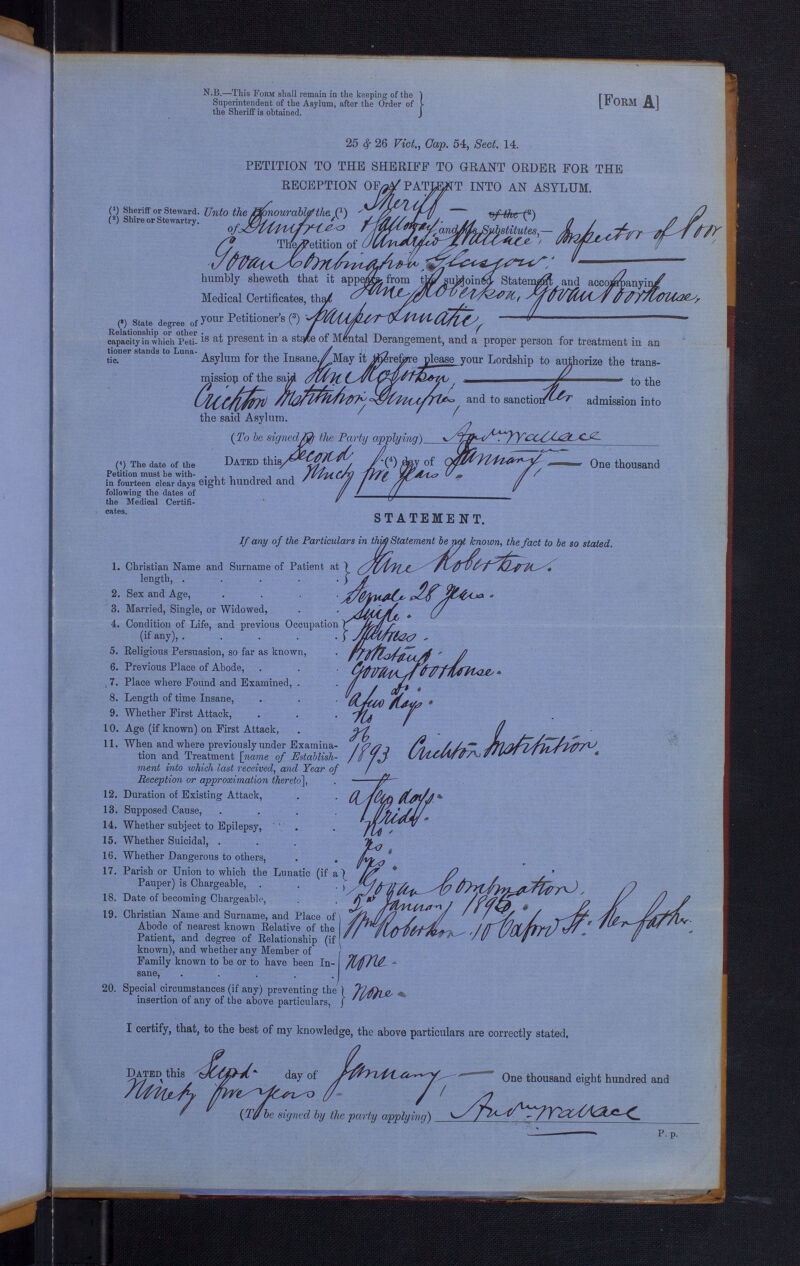 N.B.—This Form shall remain in the keeping of the
Superintendent of the Asylum, after the Order of
the Sheriff is obtained.
[Form A]
25 & 26 Vict., Cap. 54, Sect. 14.
PETITION TO THE SHERIFF TO GRANT ORDER FOR THE
RECEPTION OF A PATIENT INTO AN ASYLUM.
(¹) Sheriff or Steward.
(²) Shire or Stewartry.
Unto the Honourable the (¹) Sheriff — of the (²)
of Dumfries & Galloway and his Substitutes,—
The Petition of Andrew Wallace, Inspector of Poor
Govan Combination, Glasgow.
humbly sheweth that it appears from the subjoined Statement and accompanying
Medical Certificates, that Jane Robertson, Govan Poorhouse,
(³) State degree of
Relationship or other
capacity in which Peti-
tioner stands to Luna-
tic.
your Petitioner's (³) pauper Lunatic,
is at present in a state of Mental Derangement, and a proper person for treatment in an
Asylum for the Insane. May it therefore please your Lordship to authorize the trans-
mission of the said Jane Robertson, to the
Crichton Institution, Dumfries, and to sanction her admission into
the said Asylum.
(To be signed by the Party applying) Andw Wallace
(⁴) The date of the
Petition must be with-
in fourteen clear days
following the dates of
the Medical Certifi-
cates.
Dated this Second (⁴) day of January, — One thousand
eight hundred and Ninety five Years
STATEMENT.
If any of the Particulars in this Statement be not known, the fact to be so stated.
1. Christian Name and Surname of Patient at
length, . Jane Robertson.
2. Sex and Age, Female 28 Years.
3. Married, Single, or Widowed, Single.
4. Condition of Life, and previous Occupation
(if any), .
5. Religious Persuasion, so far as known, Protestant
6. Previous Place of Abode, Govan Poorhouse.
7. Place where Found and Examined, . do.
8. Length of time Insane, a few days.
9. Whether First Attack, No
10. Age (if known) on First Attack, 26
11. When and where previously under Examina-
tion and Treatment [name of Establish-
ment into which last received, and Year of
Reception or approximation thereto],
1893 Crichton Institution.
12. Duration of Existing Attack, a few days.
13. Supposed Cause,
14. Whether subject to Epilepsy, No.
15. Whether Suicidal, . Yes.
16. Whether Dangerous to others, Yes.
17. Parish or Union to which the Lunatic (if a
Pauper) is Chargeable, . Govan Combination.
18. Date of becoming Chargeable, January 1895.
19. Christian Name and Surname, and Place of
Abode of nearest known Relative of the
Patient, and degree of Relationship (if
known), and whether any Member of
Family known to be or to have been In-
sane,
Wm Robertson 10 Oxford St. Her father.
None.
20. Special circumstances (if any) preventing the
insertion of any of the above particulars, None
I certify, that, to the best of my knowledge, the above particulars are correctly stated.
Dated this Second day of January, — One thousand eight hundred and
Ninety five years
(To be signed by the party applying) Andw Wallace
P. p.